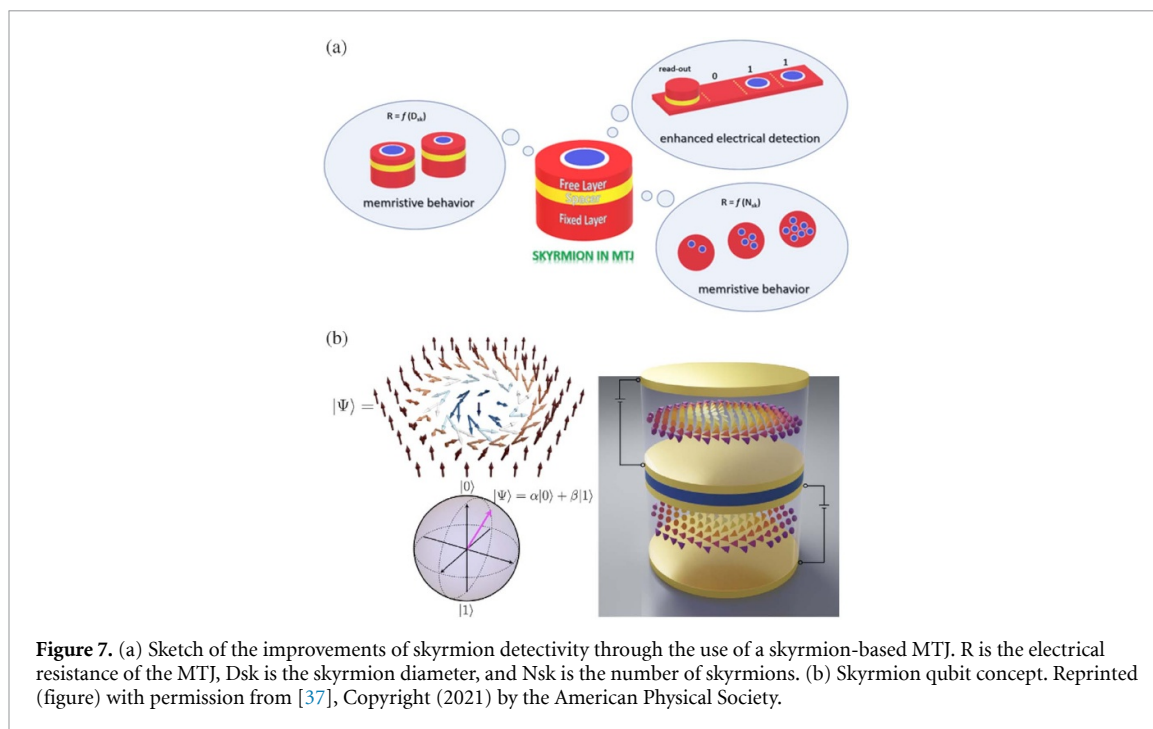 (a)
read-out
0
1
1
enhanced electrical detection
R = f(Dsk)
memristive behavior
Free Layer
Spacer
Fixed Layer
SKYRMION IN MTJ
R = f(Nsk)
memristive behavior
(b)
|Ψ⟩ =
|0⟩
|Ψ⟩ = α|0⟩ + β|1⟩
|1⟩
Figure 7. (a) Sketch of the improvements of skyrmion detectivity through the use of a skyrmion-based MTJ. R is the electrical
resistance of the MTJ, Dsk is the skyrmion diameter, and Nsk is the number of skyrmions. (b) Skyrmion qubit concept. Reprinted
(figure) with permission from [37], Copyright (2021) by the American Physical Society.